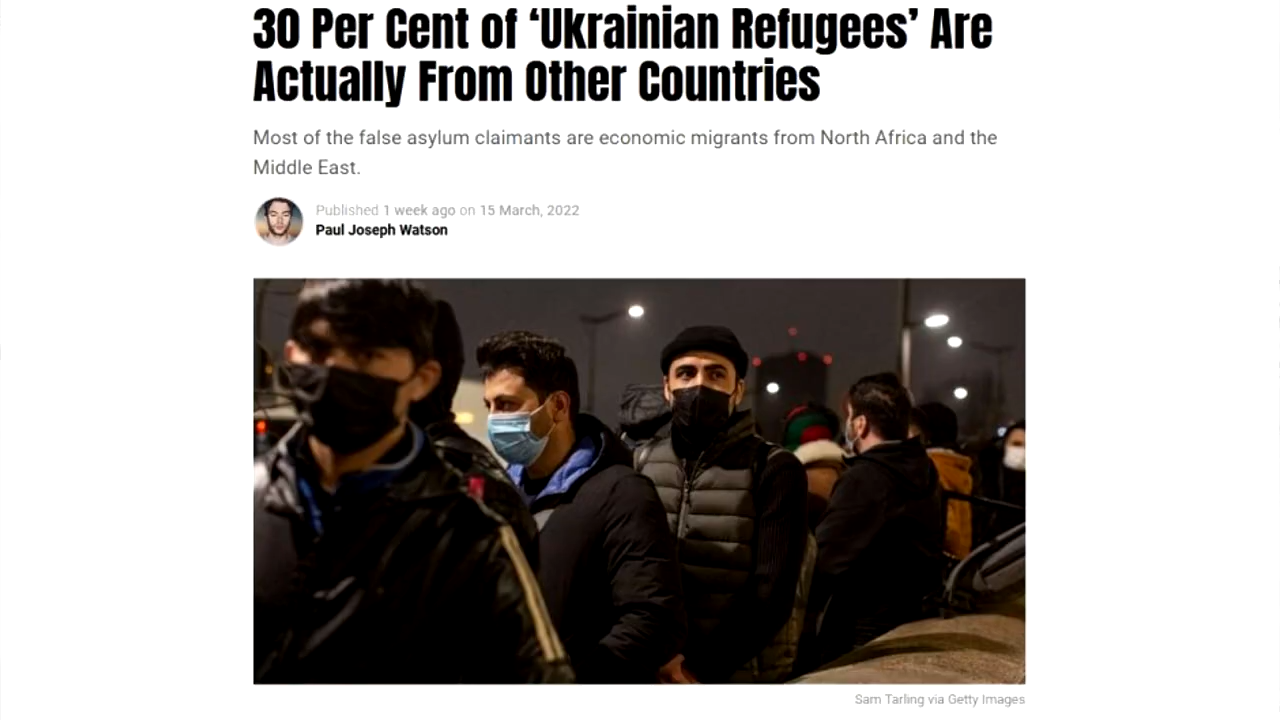 30 Per Cent of ‘Ukrainian Refugees’ Are
Actually From Other Countries
Most of the false asylum claimants are economic migrants from North Africa and the
Middle East.
Published 1 week ago on 15 March, 2022
Paul Joseph Watson
Sam Tarling via Getty Images